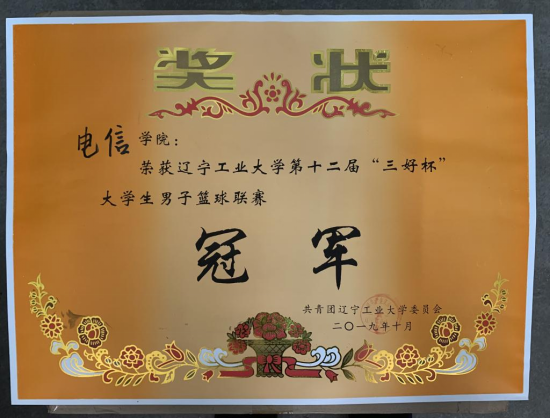 奖 状
电信学院：
荣获辽宁工业大学第十二届“三好杯”
大学生男子篮球联赛
冠 军
共青团辽宁工业大学委员会
二〇一九年十月